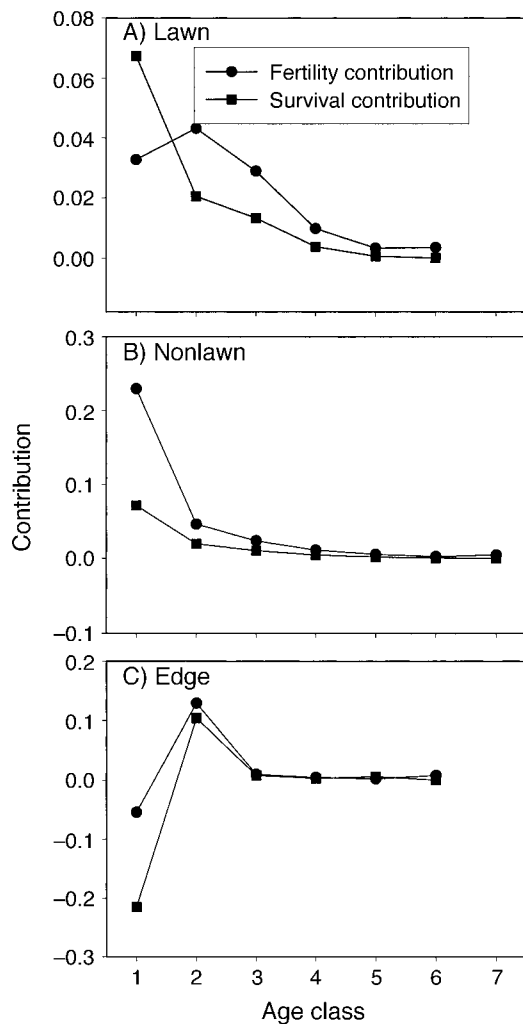 A) Lawn
Fertility contribution
Survival contribution
0.08
0.06
0.04
0.02
0.00
B) Nonlawn
0.3
0.2
0.1
0.0
−0.1
Contribution
C) Edge
0.2
0.1
0.0
−0.1
−0.2
−0.3
1 2 3 4 5 6 7
Age class